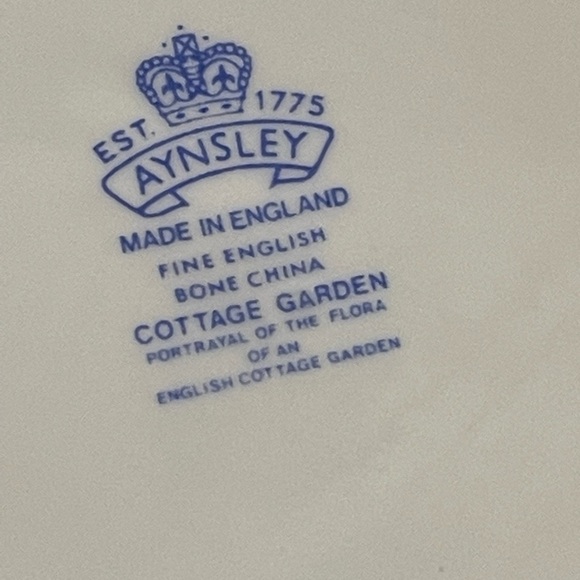 EST. 1775
AYNSLEY
MADE IN ENGLAND
FINE ENGLISH
BONE CHINA
COTTAGE GARDEN
PORTRAYAL OF THE FLORA
OF AN
ENGLISH COTTAGE GARDEN